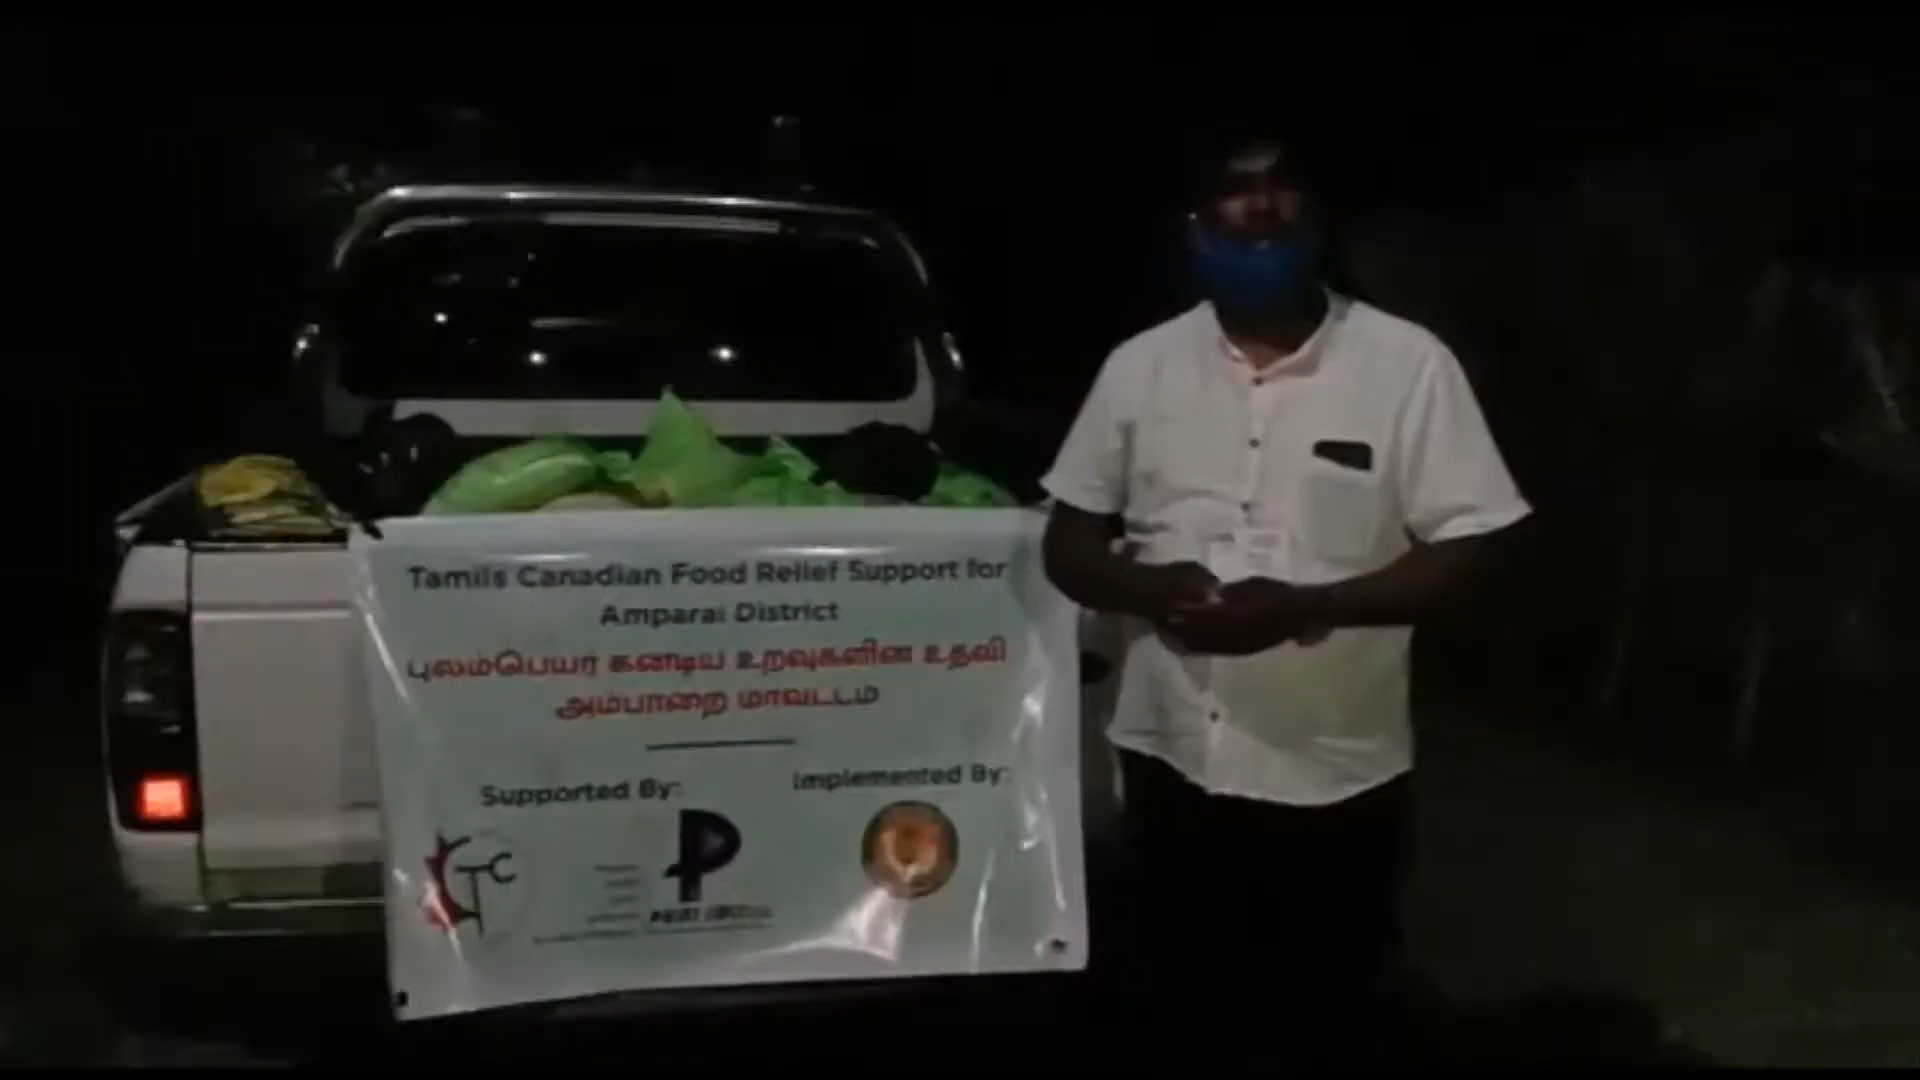 Tamils Canadian Food Relief Support for
Amparai District
புலம்பெயர் கனடிய உறவுகளின் உதவி
அம்பாறை மாவட்டம்
Supported By:
Implemented By:
CTC
P